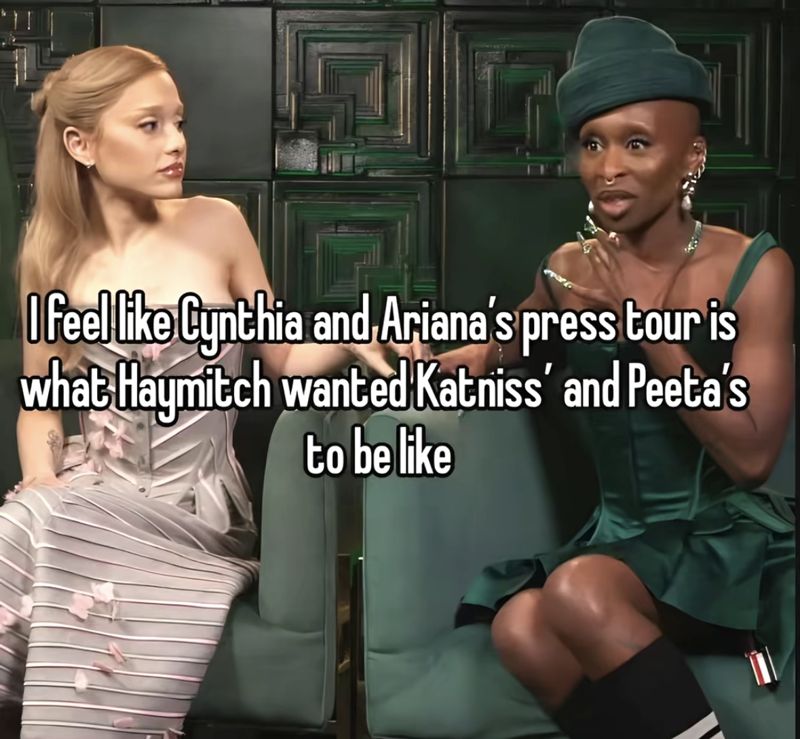 I feel like Cynthia and Ariana's press tour is
what Haymitch wanted Katniss' and Peeta's
to be like